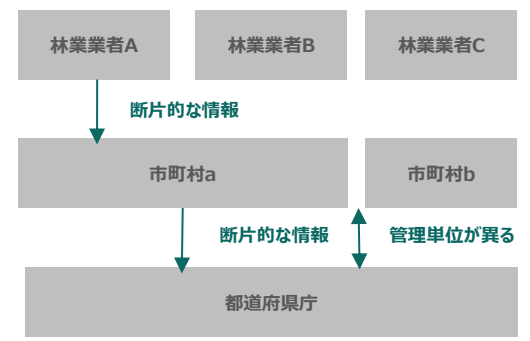 林業業者A
林業業者B
林業業者C
断片的な情報
市町村a
市町村b
断片的な情報
管理単位が異る
都道府県庁